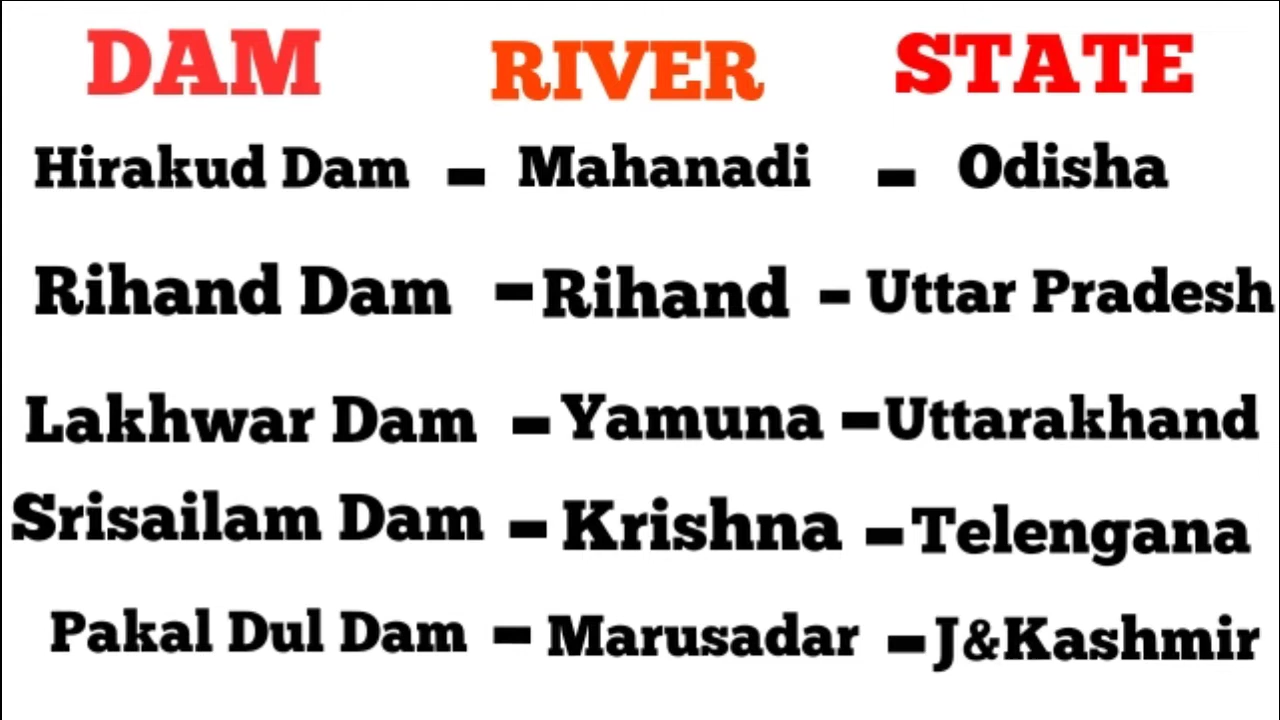 DAM RIVER STATE
Hirakud Dam - Mahanadi - Odisha
Rihand Dam - Rihand - Uttar Pradesh
Lakhwar Dam - Yamuna - Uttarakhand
Srisailam Dam - Krishna - Telengana
Pakal Dul Dam - Marusadar - J&Kashmir